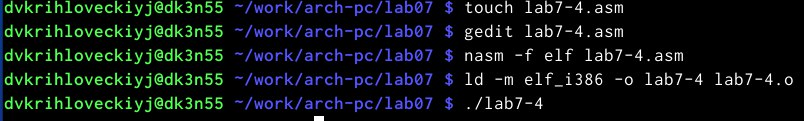 dvkrihloveckiyj@dk3n55 ~/work/arch-pc/lab07 $ touch lab7-4.asm
dvkrihloveckiyj@dk3n55 ~/work/arch-pc/lab07 $ gedit lab7-4.asm
dvkrihloveckiyj@dk3n55 ~/work/arch-pc/lab07 $ nasm -f elf lab7-4.asm
dvkrihloveckiyj@dk3n55 ~/work/arch-pc/lab07 $ ld -m elf_i386 -o lab7-4 lab7-4.o
dvkrihloveckiyj@dk3n55 ~/work/arch-pc/lab07 $ ./lab7-4